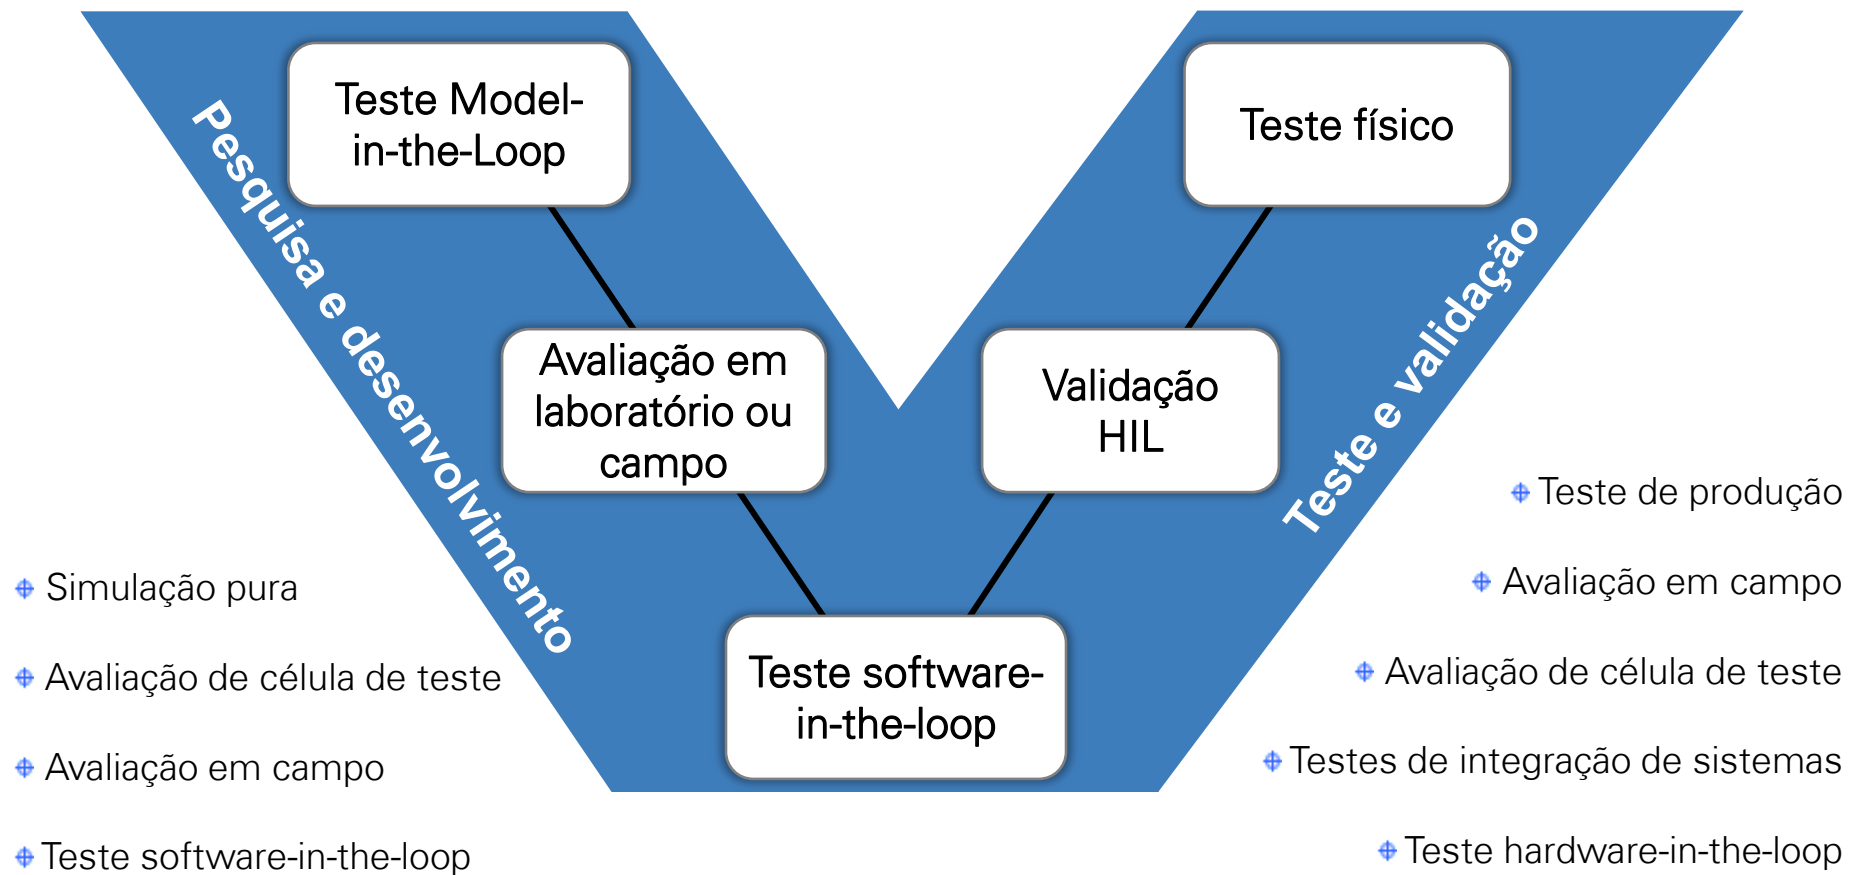 Teste Model-
in-the-Loop
Teste físico
Pesquisa e desenvolvimento
Teste e validação
Avaliação em
laboratório ou
campo
Validação
HIL
Teste software-
in-the-loop
Simulação pura
Avaliação de célula de teste
Avaliação em campo
Teste software-in-the-loop
Teste de produção
Avaliação em campo
Avaliação de célula de teste
Testes de integração de sistemas
Teste hardware-in-the-loop